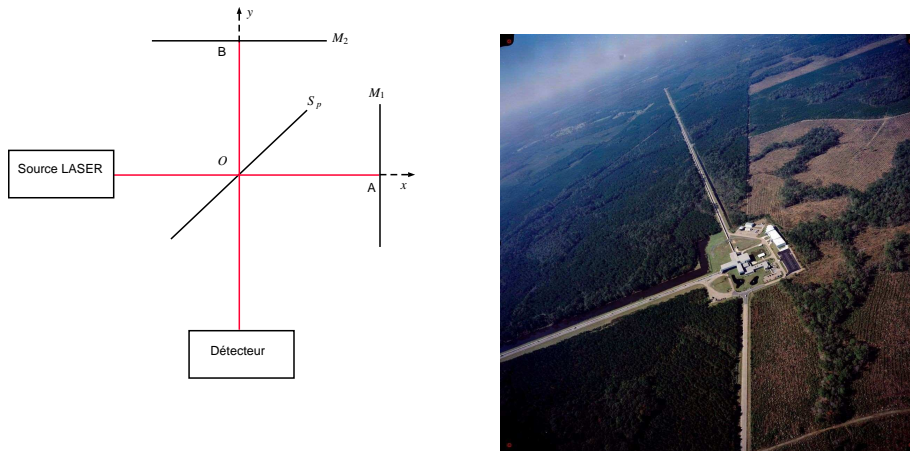 y
M₂
B
M₁
Sₚ
O
Source LASER
A
x
Détecteur